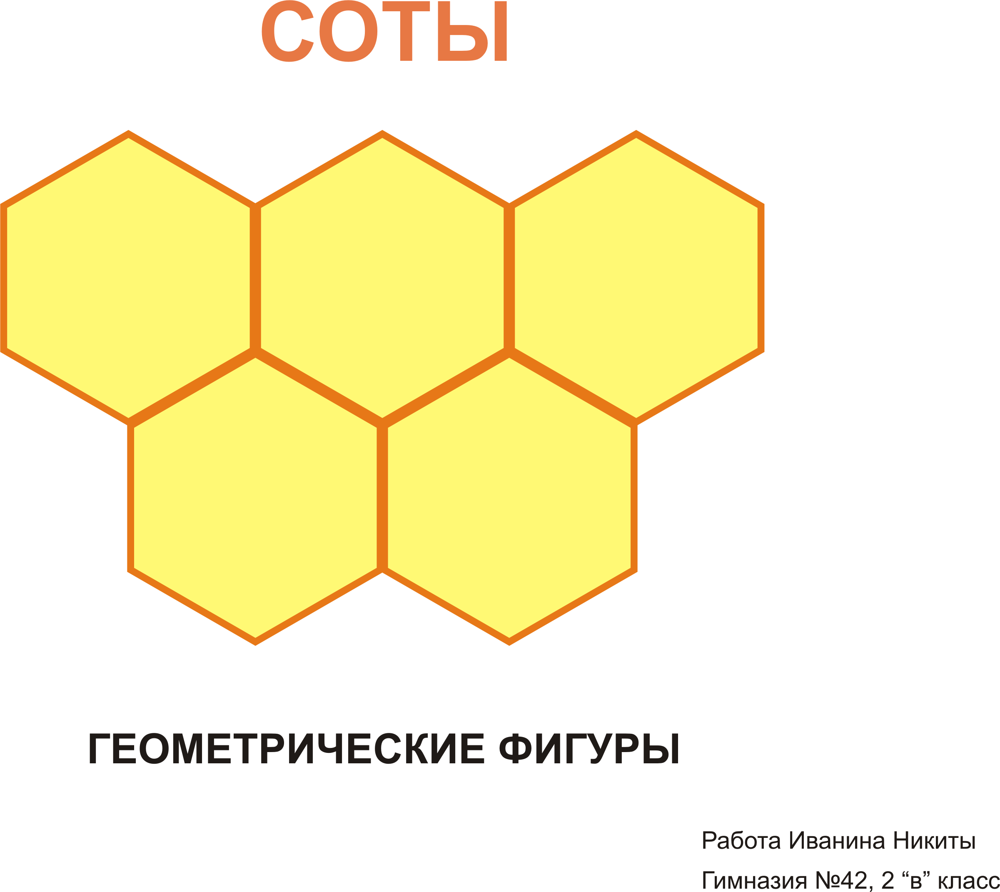 СОТЫ
ГЕОМЕТРИЧЕСКИЕ ФИГУРЫ
Работа Иванина Никиты
Гимназия №42, 2 “в” класс